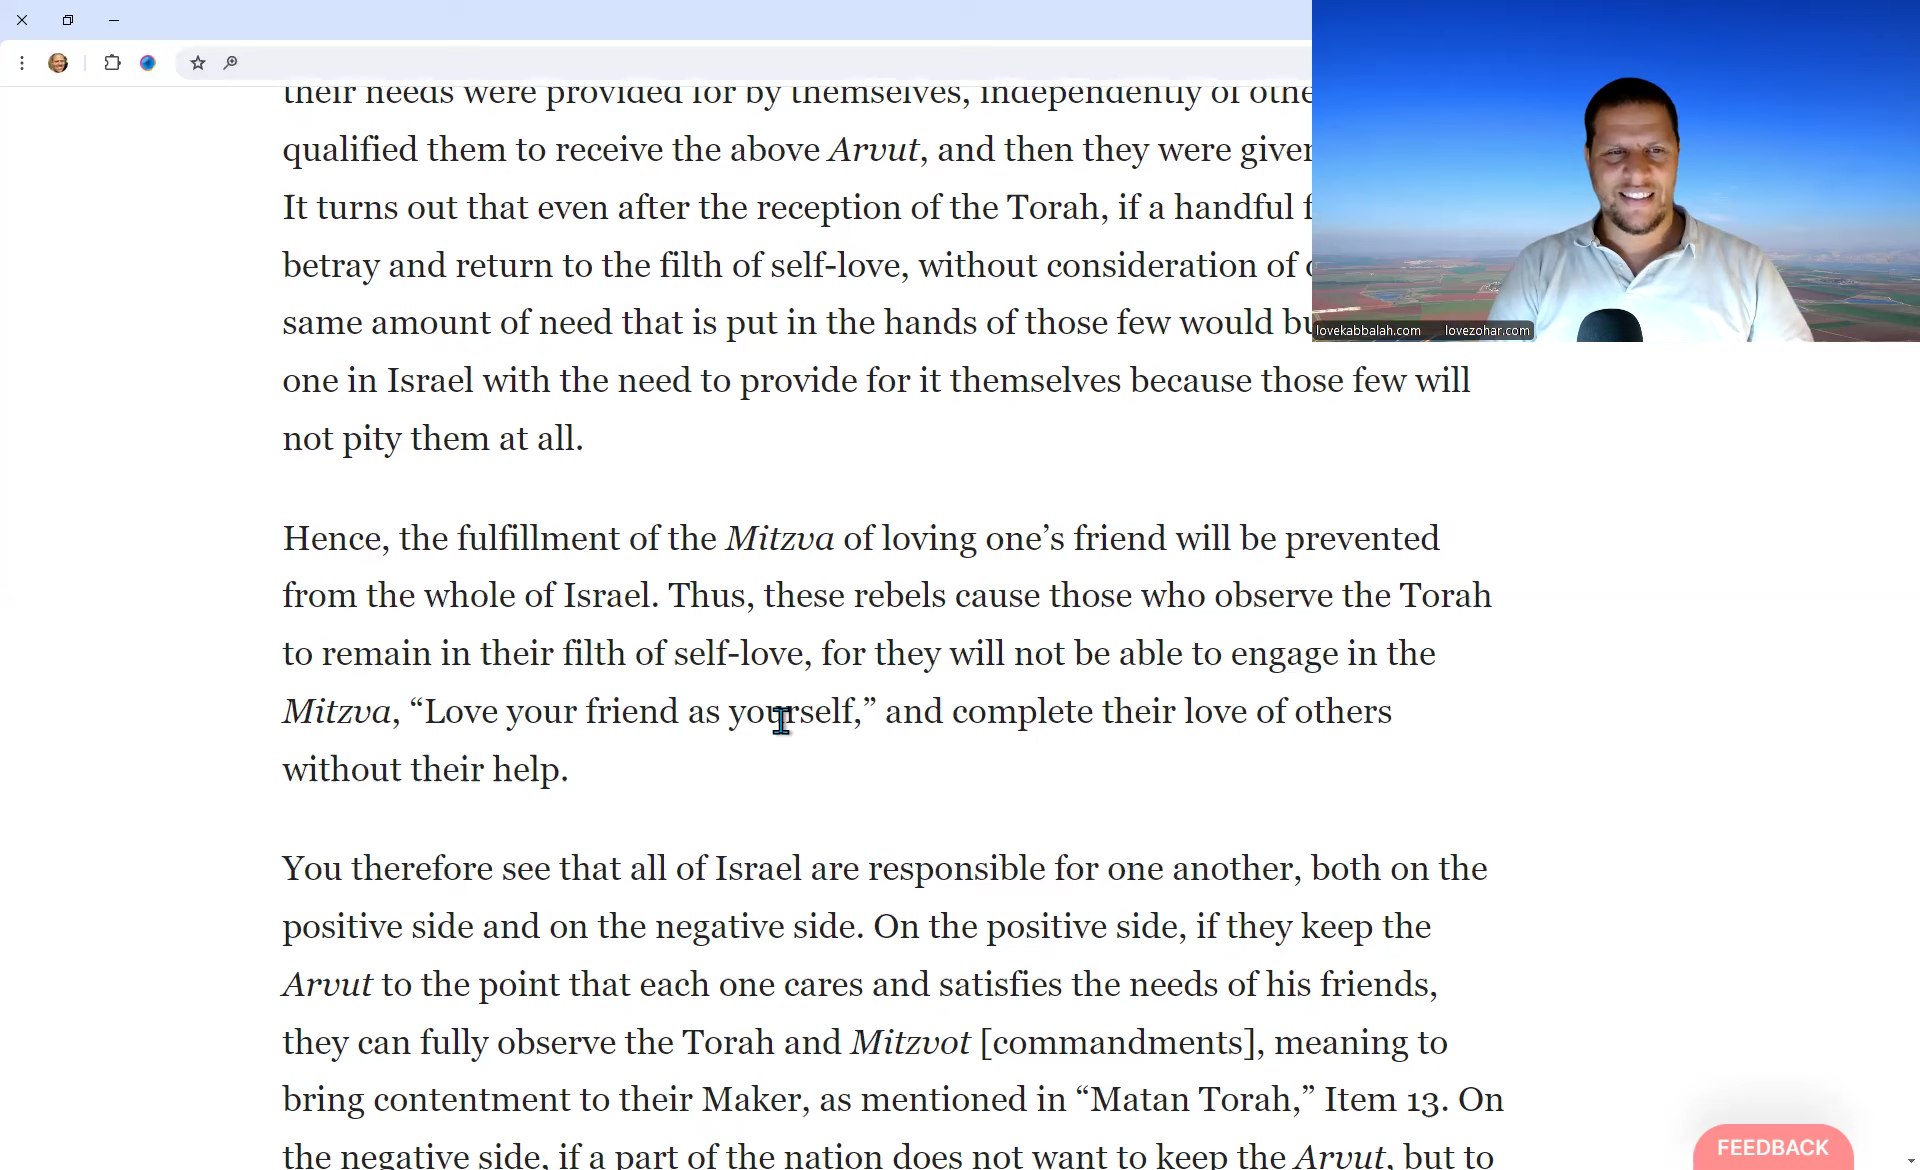 their needs were provided for by themselves, independently of
qualified them to receive the above Arvut, and then they were given
It turns out that even after the reception of the Torah, if a handful
betray and return to the filth of self-love, without consideration of
same amount of need that is put in the hands of those few would
one in Israel with the need to provide for it themselves because those few will
not pity them at all.
Hence, the fulfillment of the Mitzva of loving one’s friend will be prevented
from the whole of Israel. Thus, these rebels cause those who observe the Torah
to remain in their filth of self-love, for they will not be able to engage in the
Mitzva, “Love your friend as yourself,” and complete their love of others
without their help.
You therefore see that all of Israel are responsible for one another, both on the
positive side and on the negative side. On the positive side, if they keep the
Arvut to the point that each one cares and satisfies the needs of his friends,
they can fully observe the Torah and Mitzvot [commandments], meaning to
bring contentment to their Maker, as mentioned in “Matan Torah,” Item 13. On
the negative side, if a part of the nation does not want to keep the Arvut, but to
lovekabbalah.com lovezohar.com
FEEDBACK